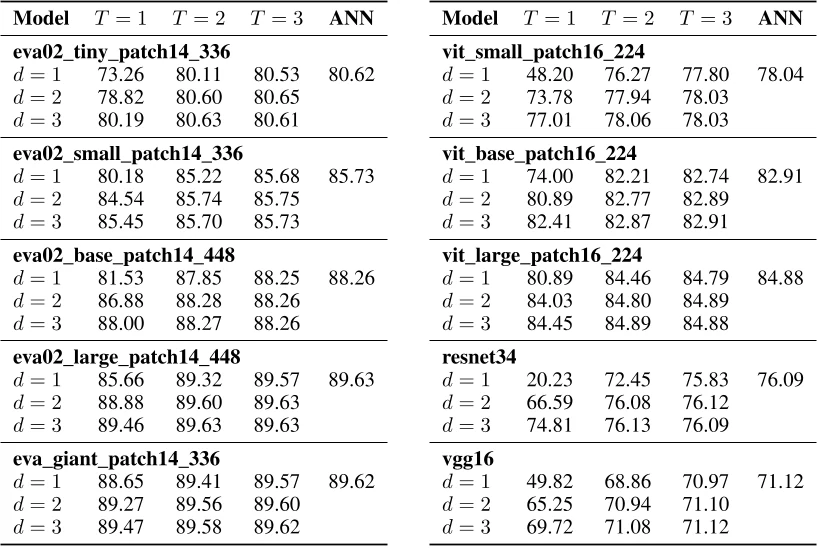 Model T = 1 T = 2 T = 3 ANN
eva02_tiny_patch14_336
d = 1 73.26 80.11 80.53 80.62
d = 2 78.82 80.60 80.65
d = 3 80.19 80.63 80.61
eva02_small_patch14_336
d = 1 80.18 85.22 85.68 85.73
d = 2 84.54 85.74 85.75
d = 3 85.45 85.70 85.73
eva02_base_patch14_448
d = 1 81.53 87.85 88.25 88.26
d = 2 86.88 88.28 88.26
d = 3 88.00 88.27 88.26
eva02_large_patch14_448
d = 1 85.66 89.32 89.57 89.63
d = 2 88.88 89.60 89.63
d = 3 89.46 89.63 89.63
eva_giant_patch14_336
d = 1 88.65 89.41 89.57 89.62
d = 2 89.27 89.56 89.60
d = 3 89.47 89.58 89.62
Model T = 1 T = 2 T = 3 ANN
vit_small_patch16_224
d = 1 48.20 76.27 77.80 78.04
d = 2 73.78 77.94 78.03
d = 3 77.01 78.06 78.03
vit_base_patch16_224
d = 1 74.00 82.21 82.74 82.91
d = 2 80.89 82.77 82.89
d = 3 82.41 82.87 82.91
vit_large_patch16_224
d = 1 80.89 84.46 84.79 84.88
d = 2 84.03 84.80 84.89
d = 3 84.45 84.89 84.88
resnet34
d = 1 20.23 72.45 75.83 76.09
d = 2 66.59 76.08 76.12
d = 3 74.81 76.13 76.09
vgg16
d = 1 49.82 68.86 70.97 71.12
d = 2 65.25 70.94 71.10
d = 3 69.72 71.08 71.12